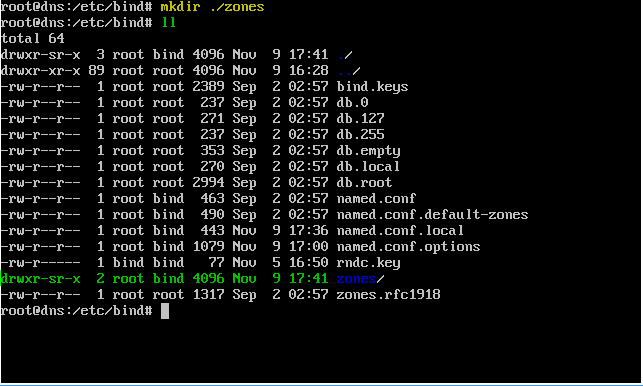 root@dns:/etc/bind# mkdir ./zones
root@dns:/etc/bind# ll
total 64
drwxr-sr-x  3 root bind 4096 Nov  9 17:41 ./
drwxr-xr-x 89 root root 4096 Nov  9 16:28 ../
-rw-r--r--  1 root root 2389 Sep  2 02:57 bind.keys
-rw-r--r--  1 root root  237 Sep  2 02:57 db.0
-rw-r--r--  1 root root  271 Sep  2 02:57 db.127
-rw-r--r--  1 root root  237 Sep  2 02:57 db.255
-rw-r--r--  1 root root  353 Sep  2 02:57 db.empty
-rw-r--r--  1 root root  270 Sep  2 02:57 db.local
-rw-r--r--  1 root root 2994 Sep  2 02:57 db.root
-rw-r--r--  1 root bind  463 Sep  2 02:57 named.conf
-rw-r--r--  1 root bind  490 Sep  2 02:57 named.conf.default-zones
-rw-r--r--  1 root bind  443 Nov  9 17:36 named.conf.local
-rw-r--r--  1 root bind 1079 Nov  9 17:00 named.conf.options
-rw-r-----  1 bind bind   77 Nov  5 16:50 rndc.key
drwxr-sr-x  2 root bind 4096 Nov  9 17:41 zones/
-rw-r--r--  1 root root 1317 Sep  2 02:57 zones.rfc1918
root@dns:/etc/bind#